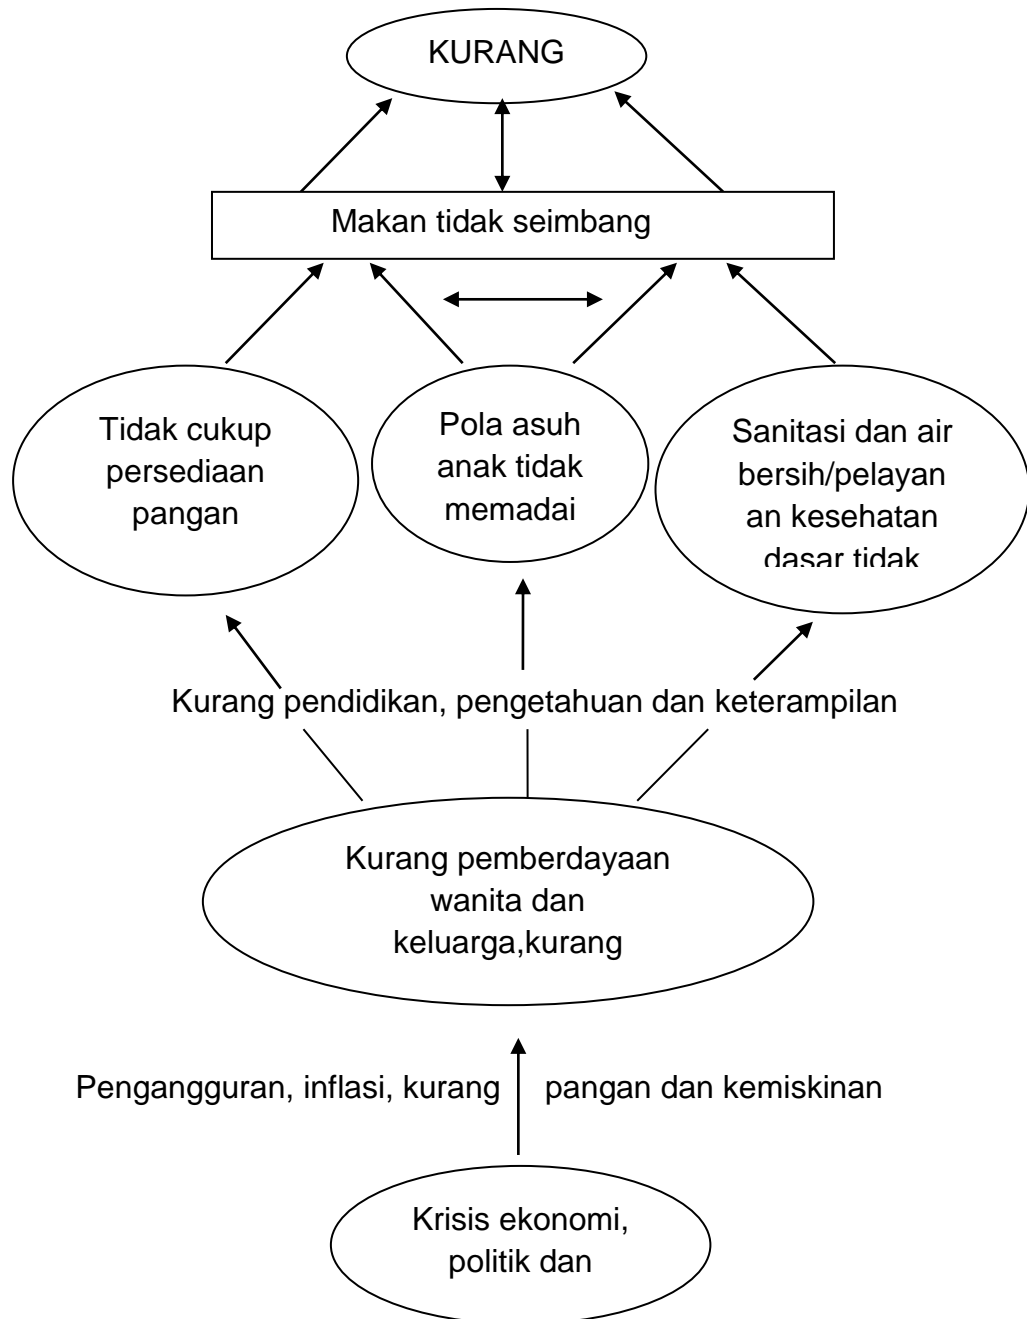 KURANG
Makan tidak seimbang
Tidak cukup
persediaan
pangan
Pola asuh
anak tidak
memadai
Sanitasi dan air
bersih/pelayan
an kesehatan
dasar tidak
Kurang pendidikan, pengetahuan dan keterampilan
Kurang pemberdayaan
wanita dan
keluarga,kurang
Pengangguran, inflasi, kurang pangan dan kemiskinan
Krisis ekonomi,
politik dan